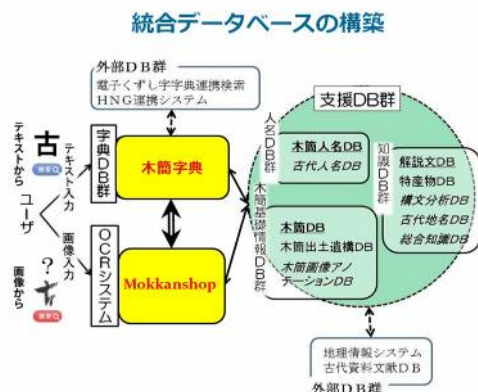 統合データベースの構築
外部DB群
電子くずし字字典連携検索
HNG連携システム
テキストから
古
検索
ユーザ
テキスト入力
画像入力
?
画像から
検索
字典DB群
木簡字典
OCRシステム
Mokkanshop
支援DB群
人名DB群
木簡人名DB
古代人名DB
木簡基礎情報DB群
木簡DB
木簡出土遺構DB
木簡画像アノ
テーションDB
知識DB群
解説文DB
特産物DB
構文分析DB
古代地名DB
総合知識DB
地理情報システム
古代資料文献DB
外部DB群